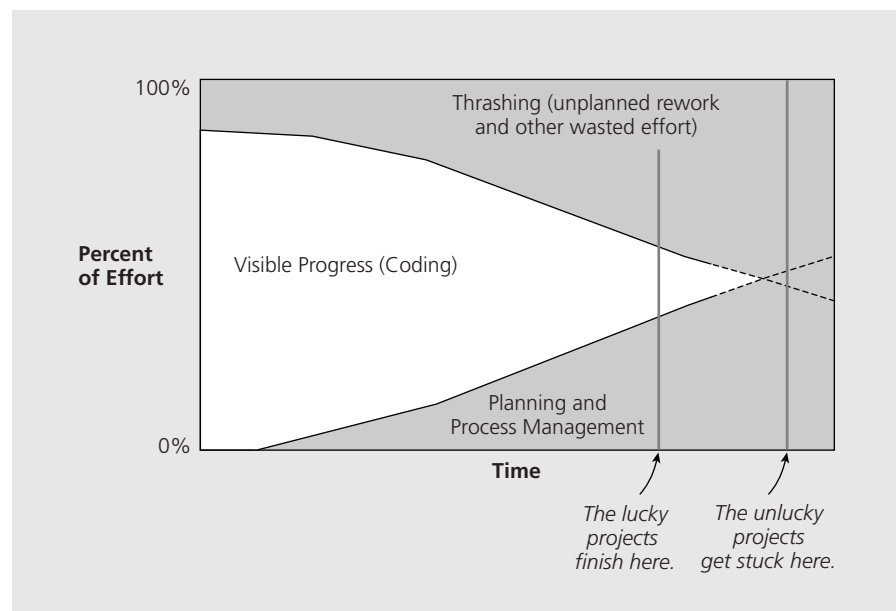 100%
Thrashing (unplanned rework
and other wasted effort)
Percent
of Effort
Visible Progress (Coding)
Planning and
Process Management
0%
Time
The lucky
projects
finish here.
The unlucky
projects
get stuck here.